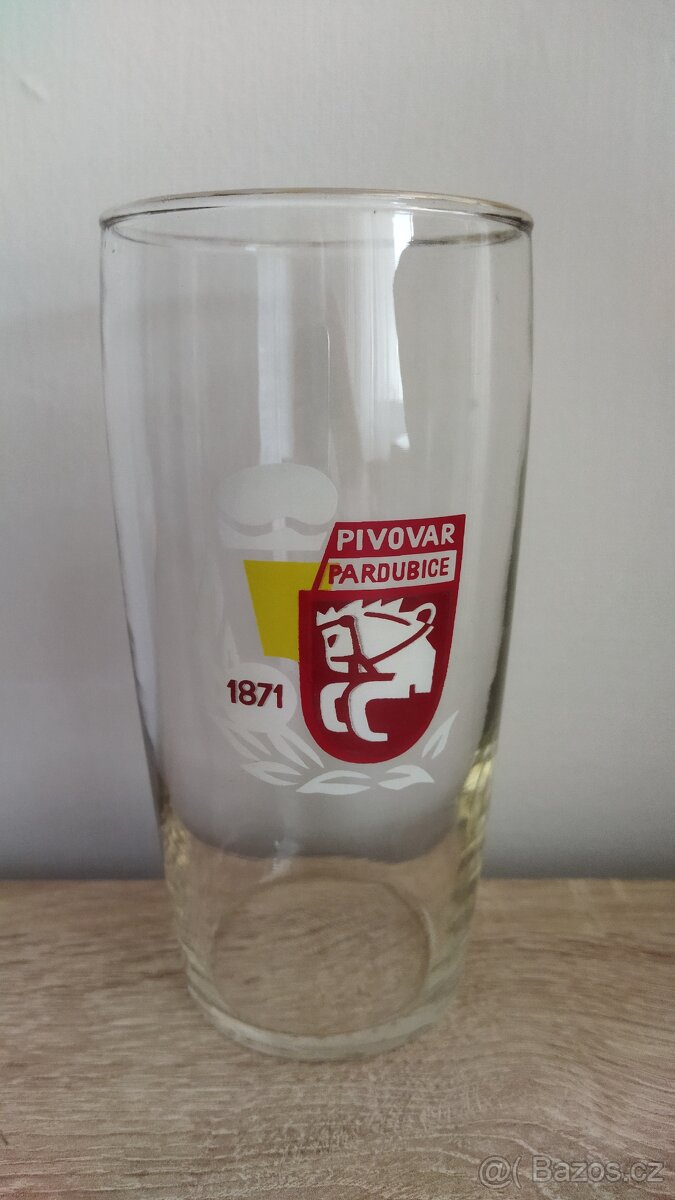 PIVOVAR
PARDUBICE
1871
@( Bazos.cz